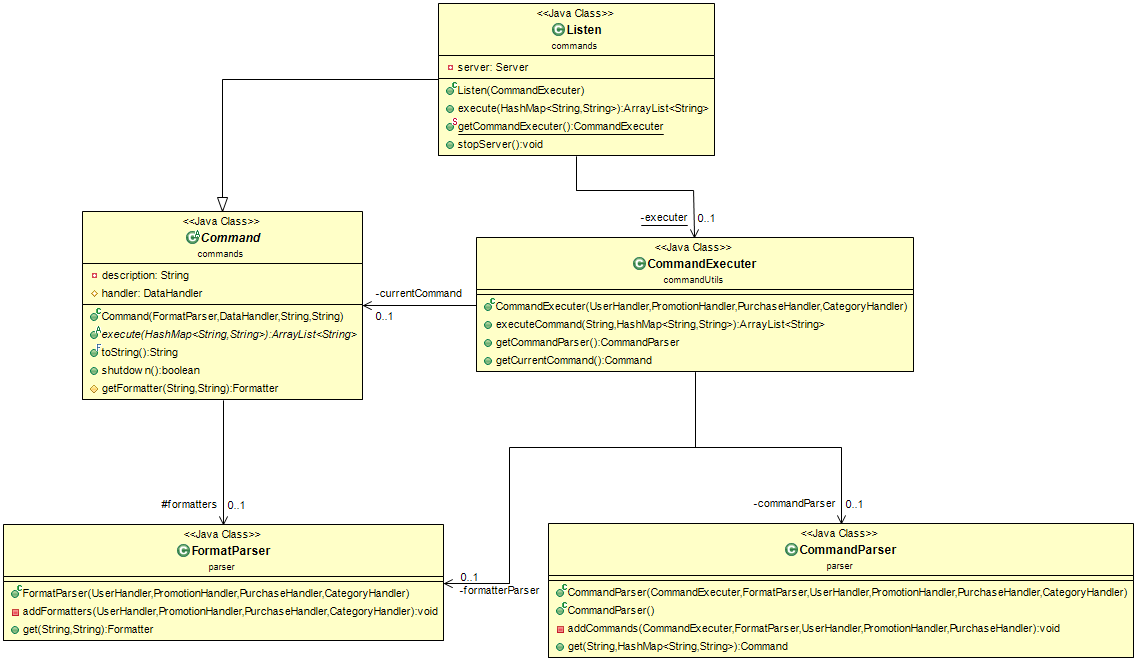 <<Java Class>>
Listen
commands
server: Server
Listen(CommandExecuter)
execute(HashMap<String,String>):ArrayList<String>
getCommandExecuter():CommandExecuter
stopServer():void
-executer 0..1
<<Java Class>>
Command
commands
description: String
handler: DataHandler
Command(FormatParser,DataHandler,String,String)
execute(HashMap<String,String>):ArrayList<String>
toString():String
shutdown():boolean
getFormatter(String,String):Formatter
-currentCommand
0..1
<<Java Class>>
CommandExecuter
commandUtils
CommandExecuter(UserHandler,PromotionHandler,PurchaseHandler,CategoryHandler)
executeCommand(String,HashMap<String,String>):ArrayList<String>
getCommandParser():CommandParser
getCurrentCommand():Command
#formatters 0..1
-commandParser 0..1
<<Java Class>>
FormatParser
parser
FormatParser(UserHandler,PromotionHandler,PurchaseHandler,CategoryHandler)
addFormatters(UserHandler,PromotionHandler,PurchaseHandler,CategoryHandler):void
get(String,String):Formatter
0..1
-formatterParser
<<Java Class>>
CommandParser
parser
CommandParser(CommandExecuter,FormatParser,UserHandler,PromotionHandler,PurchaseHandler,CategoryHandler)
CommandParser()
addCommands(CommandExecuter,FormatParser,UserHandler,PromotionHandler,PurchaseHandler):void
get(String,HashMap<String,String>):Command